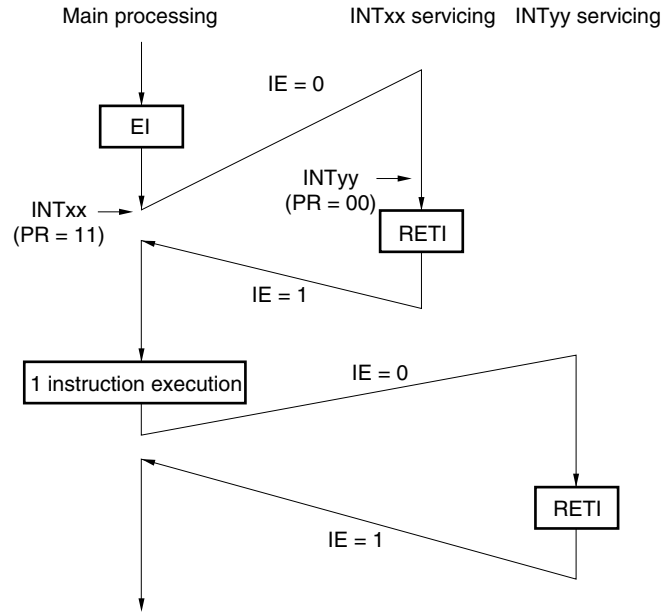 Main processing
INTxx servicing
INTyy servicing
IE = 0
EI
INTyy
(PR = 00)
INTxx
(PR = 11)
RETI
IE = 1
1 instruction execution
IE = 0
RETI
IE = 1